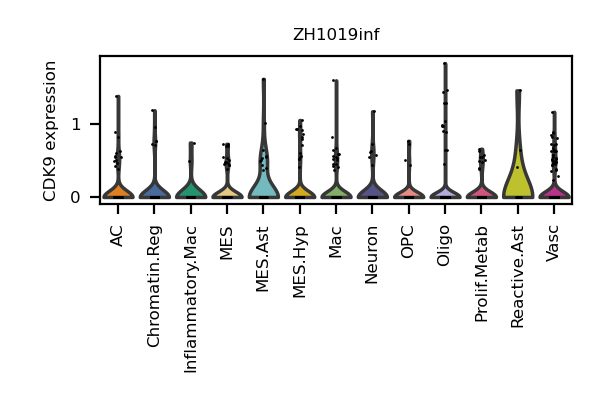 ZH1019inf
CDK9 expression
1
0
AC
Chromatin.Reg
Inflammatory.Mac
MES
MES.Ast
MES.Hyp
Mac
Neuron
OPC
Oligo
Prolif.Metab
Reactive.Ast
Vasc